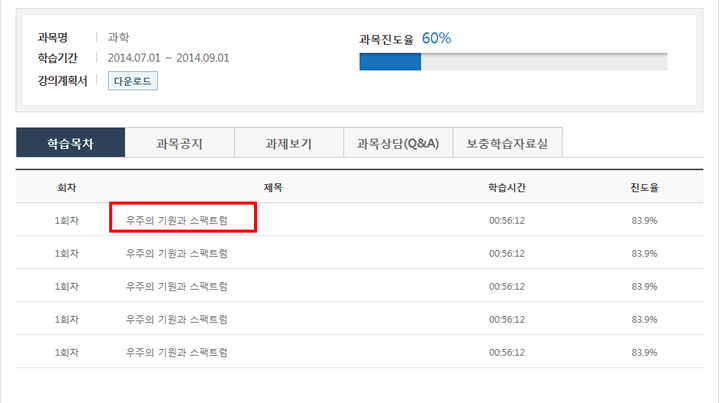 과목명 과학
학습기간 2014.07.01 ~ 2014.09.01
강의계획서 다운로드
과목진도율 60%
학습목차 과목공지 과제보기 과목상담(Q&A) 보충학습자료실
회차 제목 학습시간 진도율
1회차 우주의 기원과 스팩트럼 00:56:12 83.9%
1회차 우주의 기원과 스팩트럼 00:56:12 83.9%
1회차 우주의 기원과 스팩트럼 00:56:12 83.9%
1회차 우주의 기원과 스팩트럼 00:56:12 83.9%
1회차 우주의 기원과 스팩트럼 00:56:12 83.9%